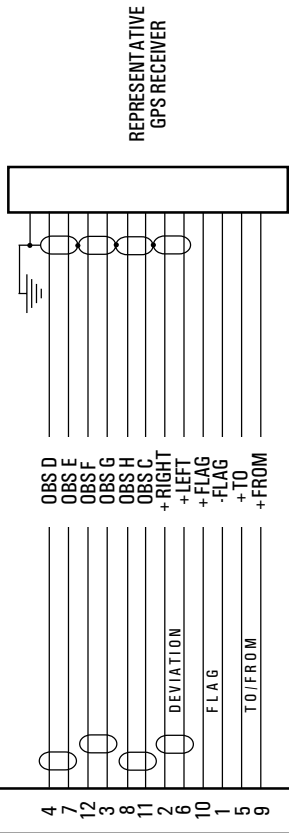 REPRESENTATIVE
GPS RECEIVER
4 OBS D
7 OBS E
12 OBS F
3 OBS G
8 OBS H
11 OBS C
2 + RIGHT
DEVIATION
6 + LEFT
10 + FLAG
FLAG
1 -FLAG
5 + TO
TO/FROM
9 + FROM